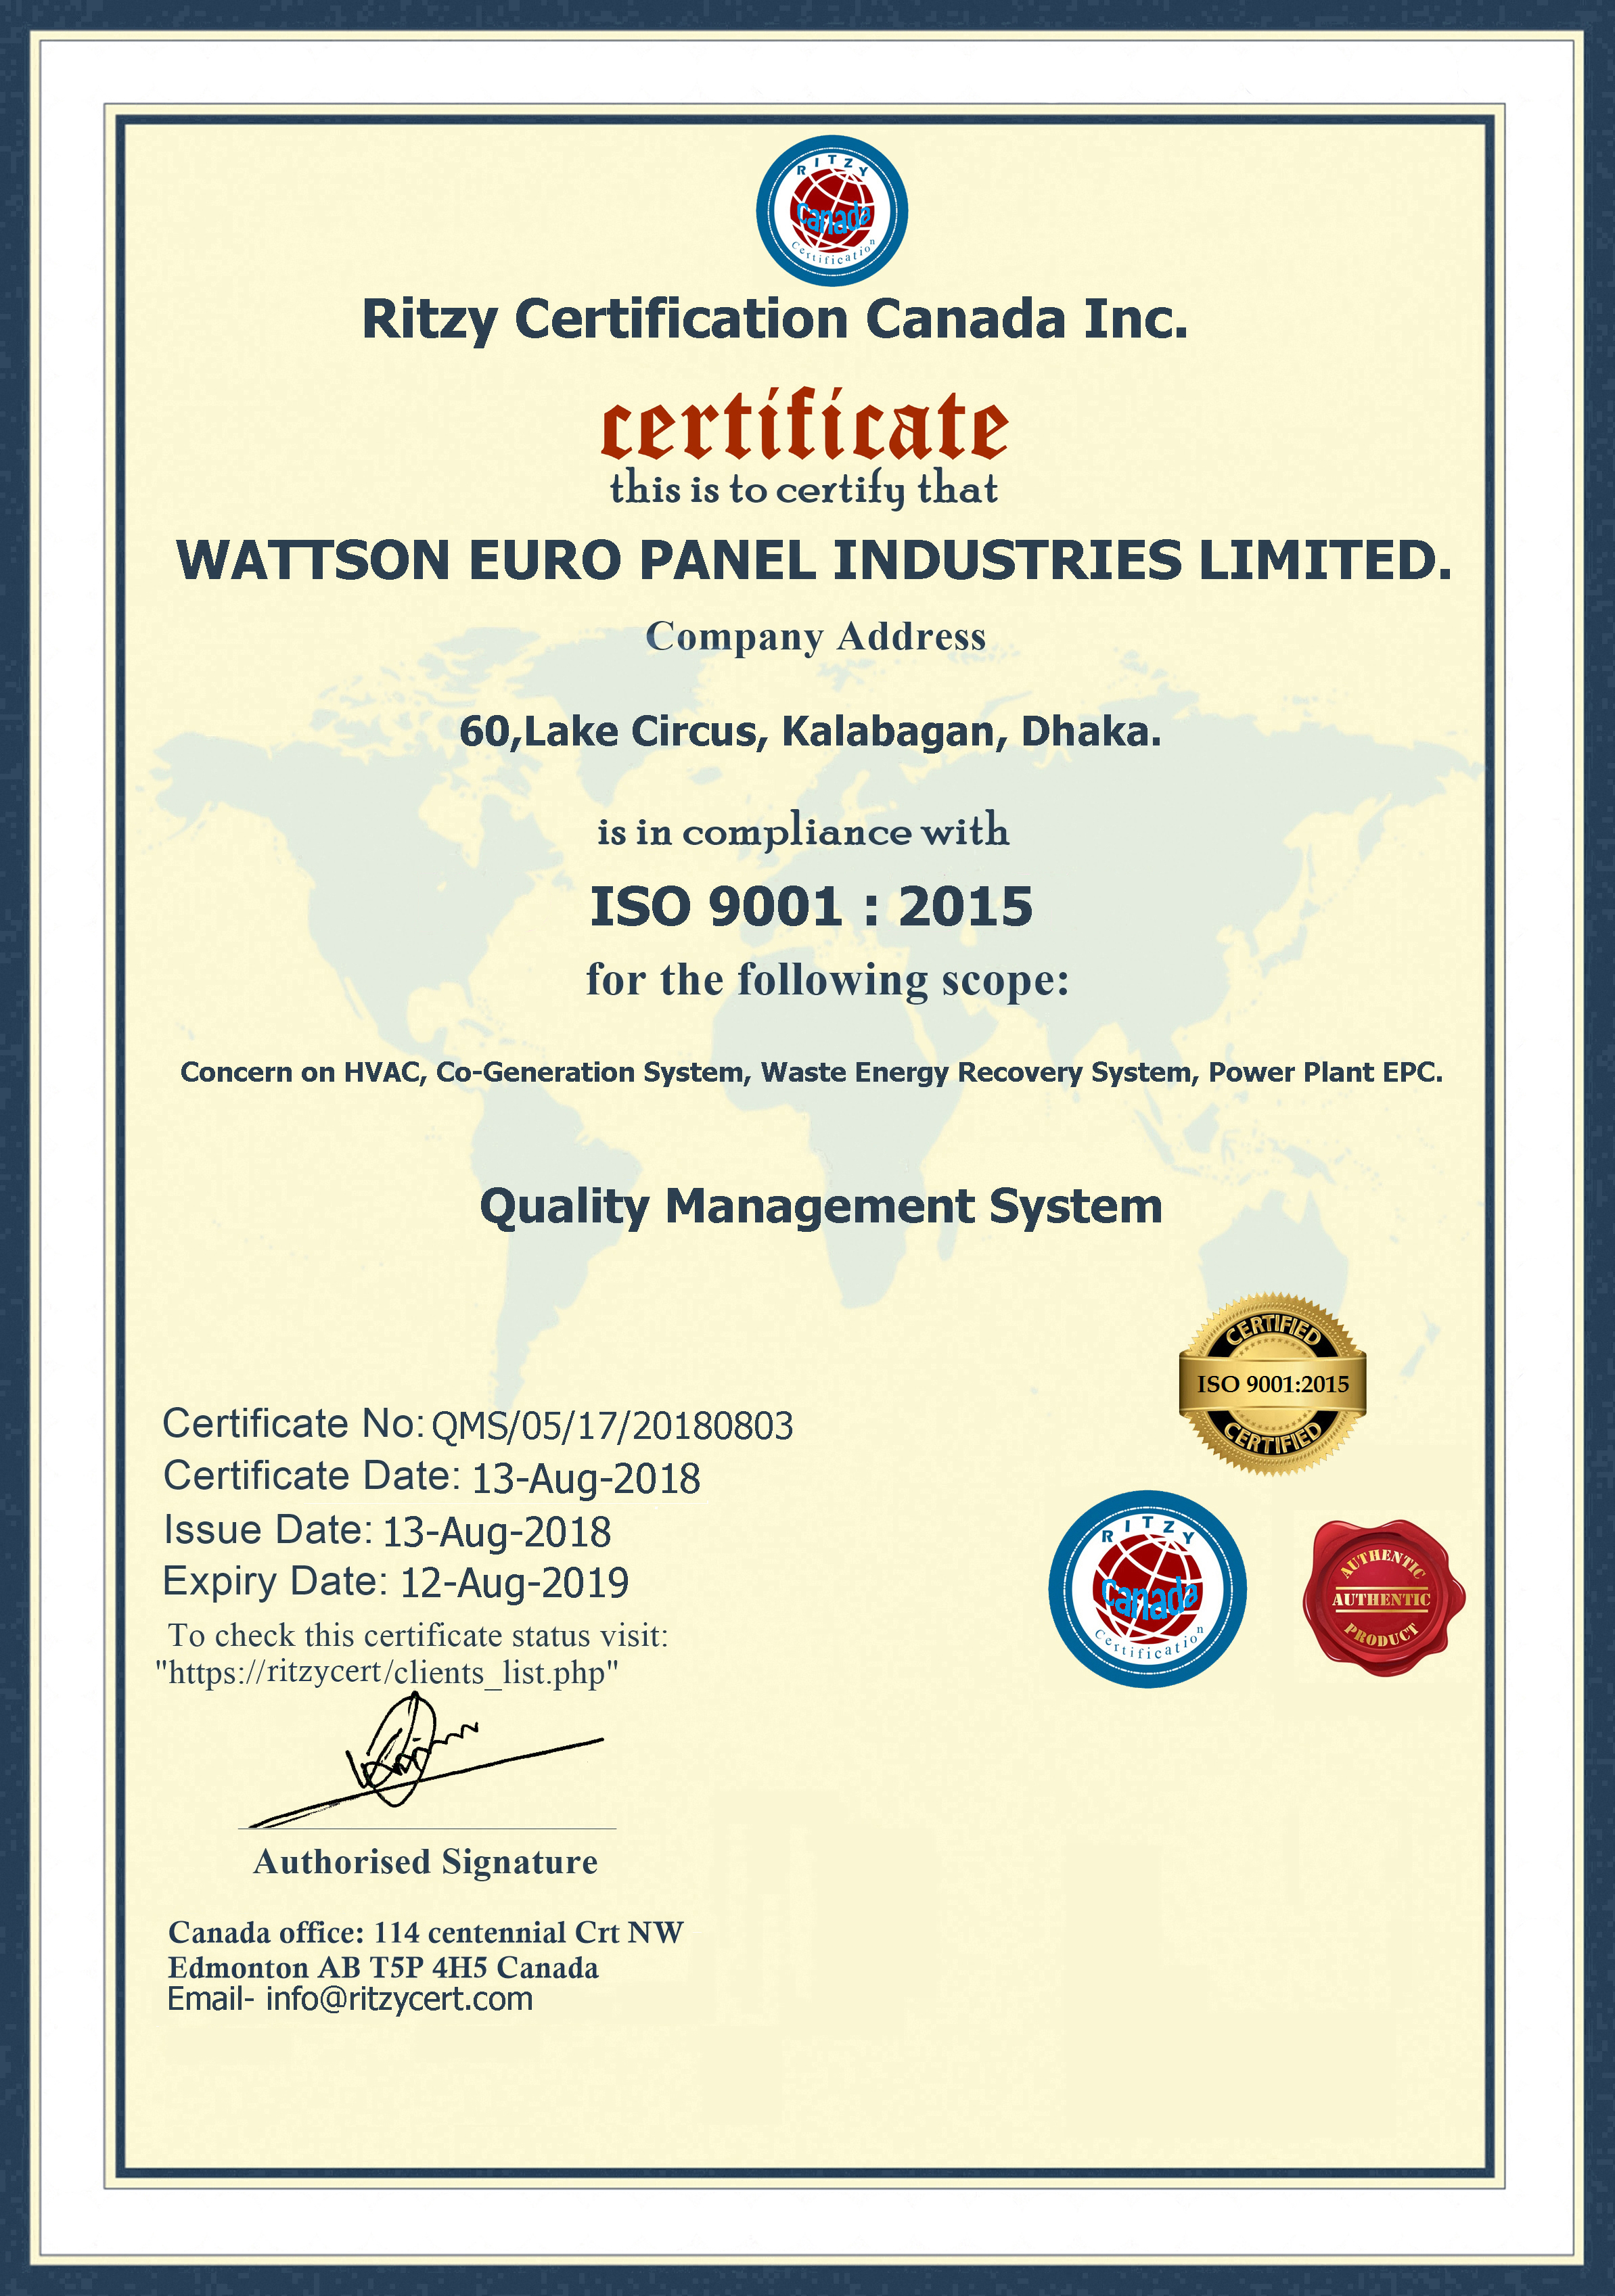 RITZY
Canada
Certification
Ritzy Certification Canada Inc.
certificate
this is to certify that
WATTSON EURO PANEL INDUSTRIES LIMITED.
Company Address
60,Lake Circus, Kalabagan, Dhaka.
is in compliance with
ISO 9001 : 2015
for the following scope:
Concern on HVAC, Co-Generation System, Waste Energy Recovery System, Power Plant EPC.
Quality Management System
CERTIFIED
ISO 9001:2015
CERTIFIED
Certificate No: QMS/05/17/20180803
Certificate Date: 13-Aug-2018
Issue Date: 13-Aug-2018
Expiry Date: 12-Aug-2019
To check this certificate status visit:
"https://ritzycert/clients_list.php"
RITZY
Canada
Certification
AUTHENTIC
AUTHENTIC
PRODUCT
Authorised Signature
Canada office: 114 centennial Crt NW
Edmonton AB T5P 4H5 Canada
Email- info@ritzycert.com